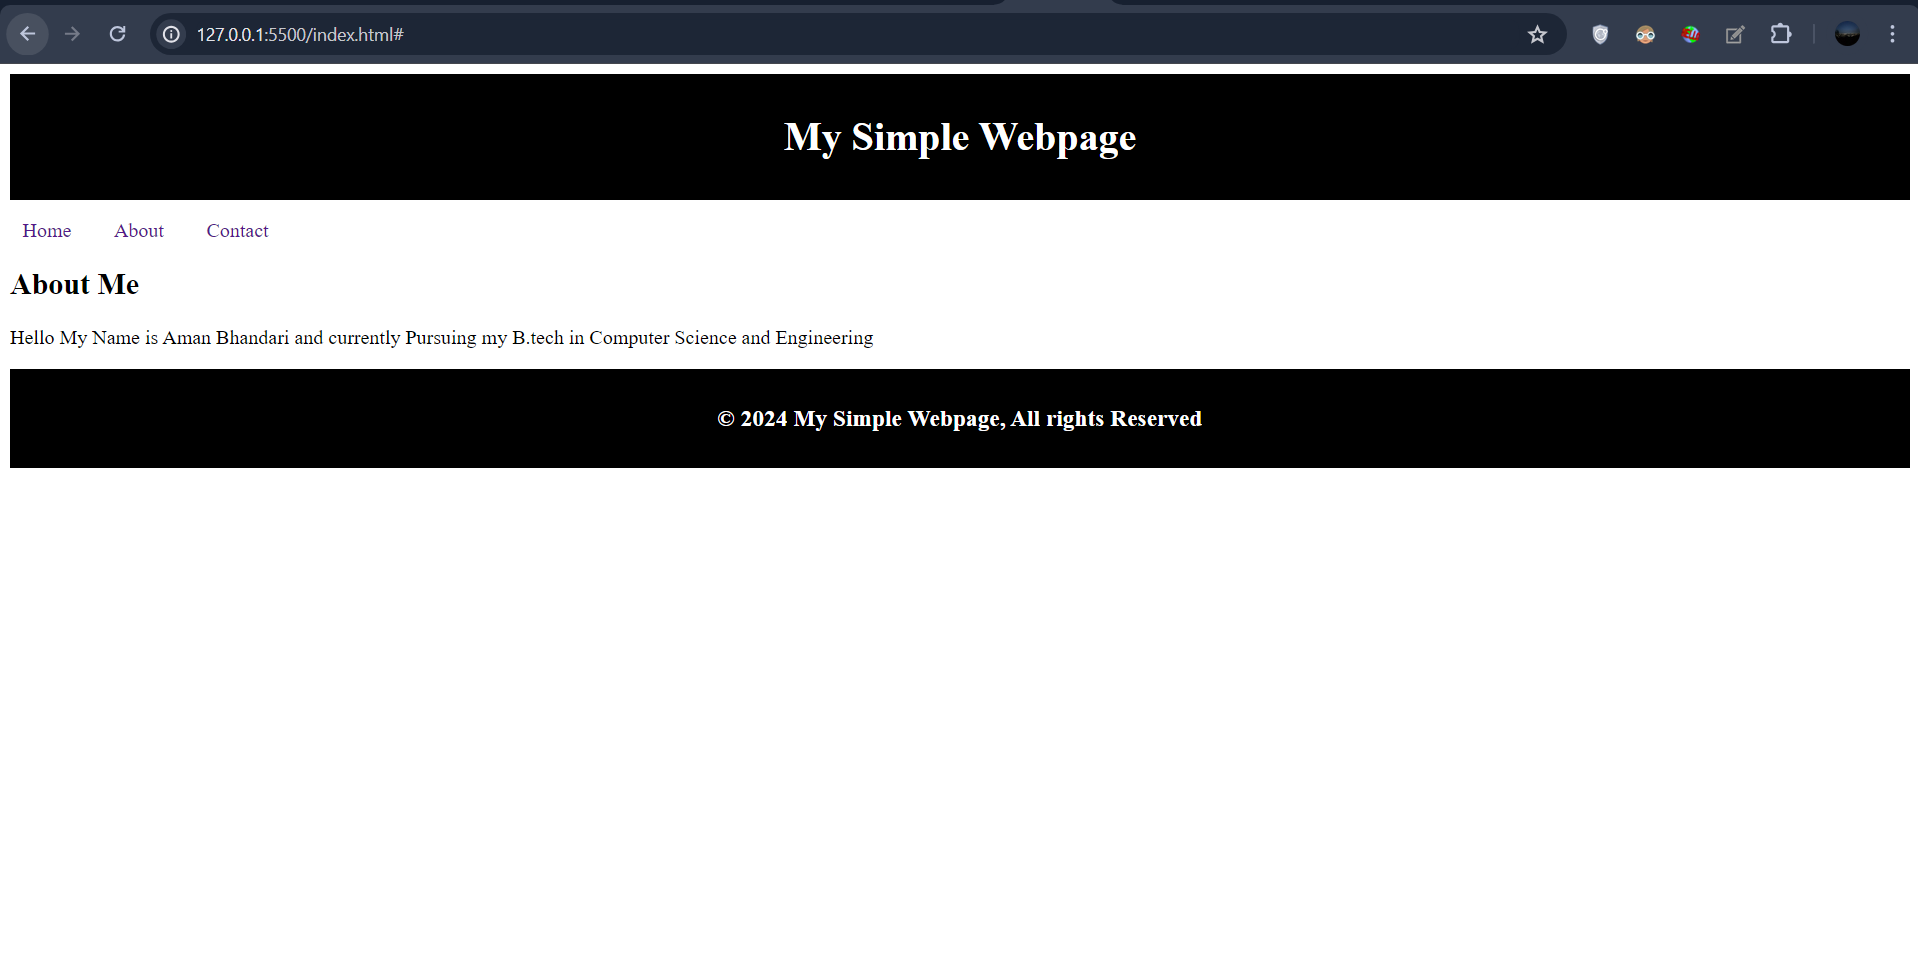 127.0.0.1:5500/index.html#
My Simple Webpage
Home About Contact
About Me
Hello My Name is Aman Bhandari and currently Pursuing my B.tech in Computer Science and Engineering
© 2024 My Simple Webpage, All rights Reserved